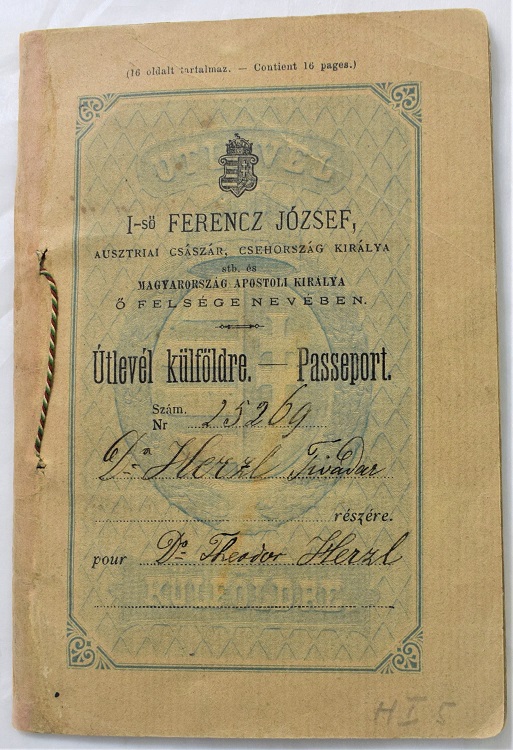 (16 oldalt tartalmaz. — Contient 16 pages.)
ÚTLEVÉL
I-ső FERENCZ JÓZSEF,
AUSZTRIAI CSÁSZÁR, CSEHORSZÁG KIRÁLYA
stb. és
MAGYARORSZÁG APOSTOLI KIRÁLYA
Ő FELSÉGE NEVÉBEN.
Útlevél külföldre. — Passeport.
Szám.
Nr 25269
Dr Herzl Tivadar
részére.
pour Dr Theodor Herzl
H I 5